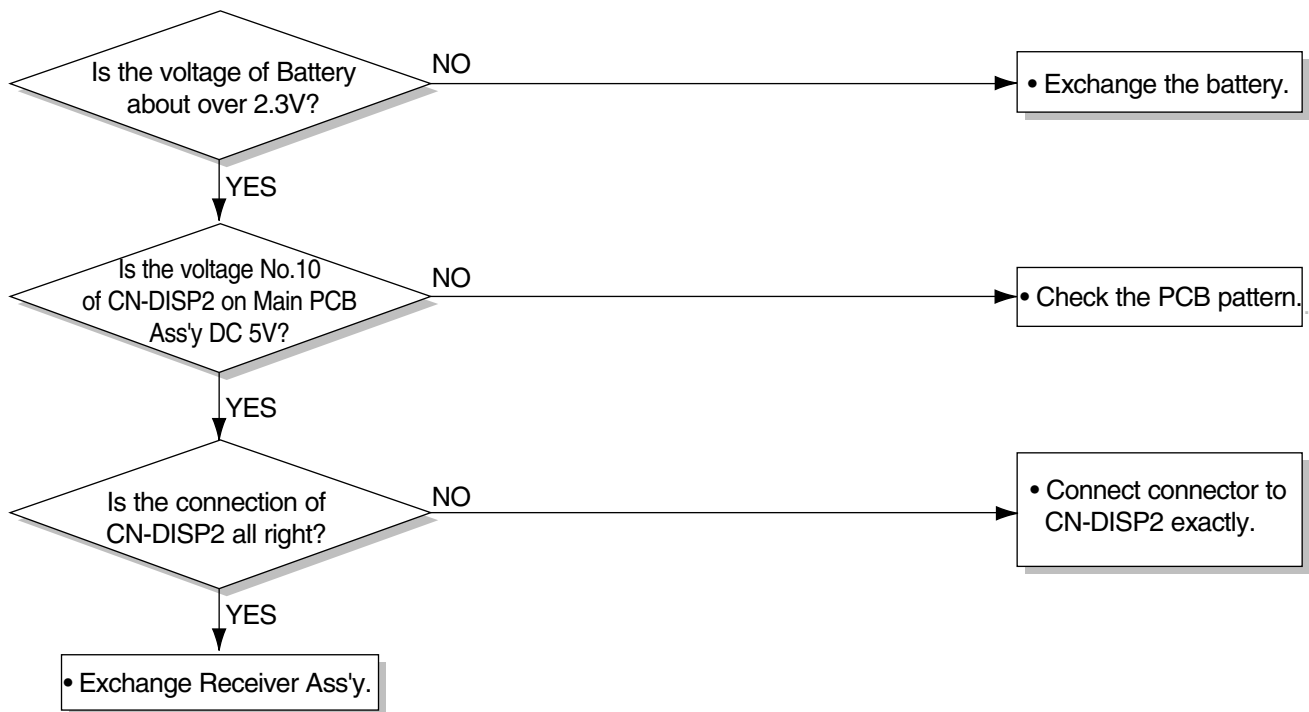 Is the voltage of Battery
about over 2.3V?
NO
• Exchange the battery.
YES
Is the voltage No.10
of CN-DISP2 on Main PCB
Ass'y DC 5V?
NO
• Check the PCB pattern.
YES
Is the connection of
CN-DISP2 all right?
NO
• Connect connector to
CN-DISP2 exactly.
YES
• Exchange Receiver Ass'y.